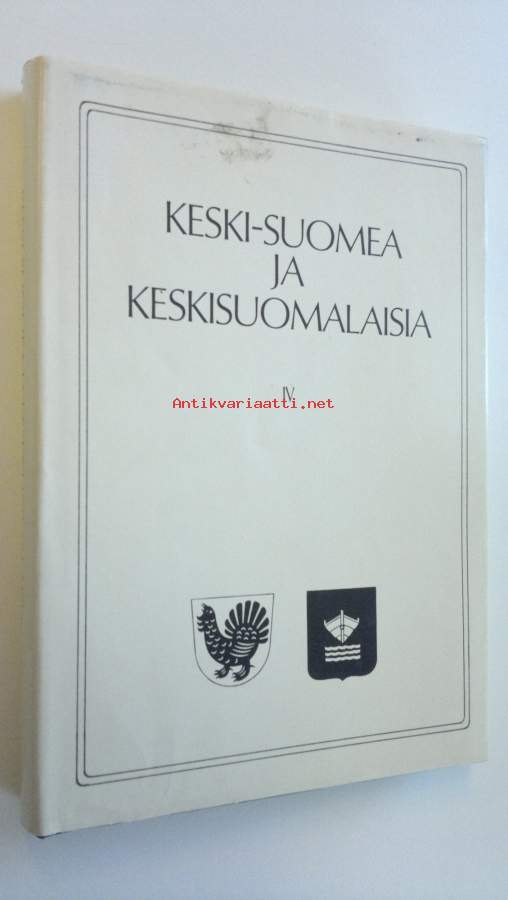 KESKI-SUOMEA
JA
KESKISUOMALAISIA
IV
Antikvariaatti.net